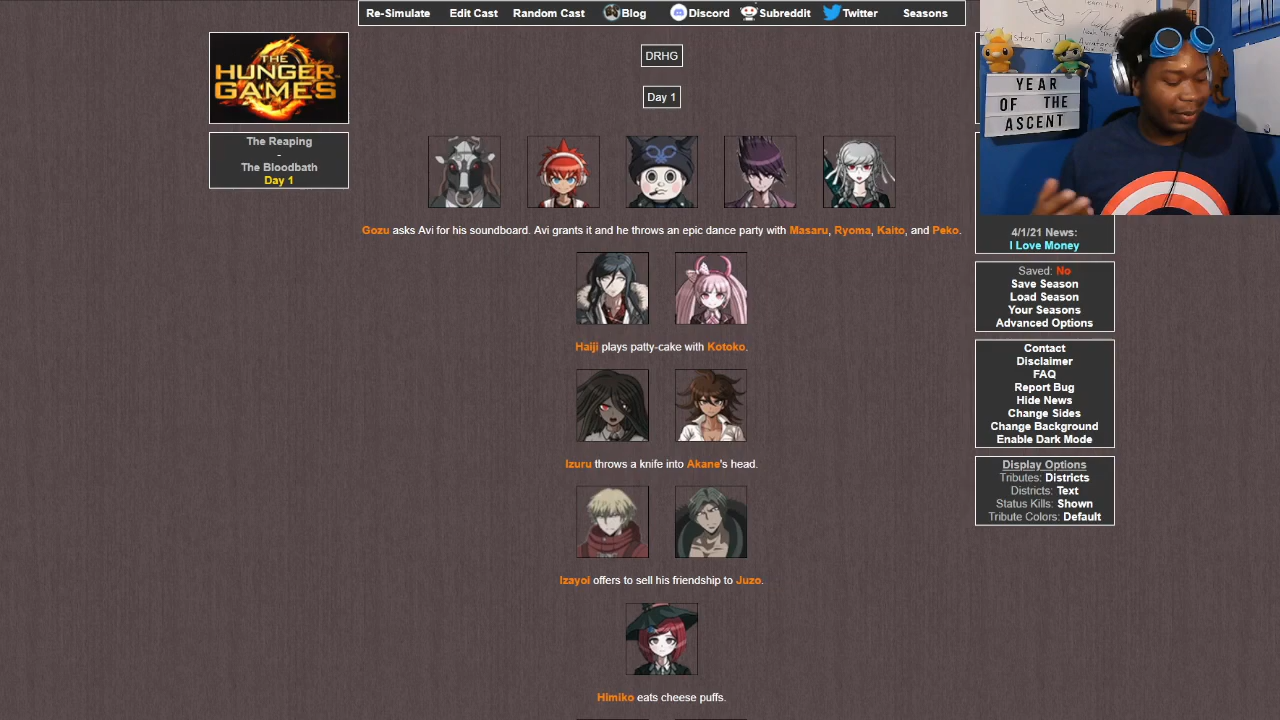 Re-Simulate Edit Cast Random Cast Blog Discord Subreddit Twitter Seasons
THE
HUNGER
GAMES
The Reaping
-
The Bloodbath
Day 1
DRHG
Day 1
Gozu asks Avi for his soundboard. Avi grants it and he throws an epic dance party with Masaru, Ryoma, Kaito, and Peko.
Haiji plays patty-cake with Kotoko.
Izuru throws a knife into Akane's head.
Izayoi offers to sell his friendship to Juzo.
Himiko eats cheese puffs.
YEAR
OF THE
ASCENT
4/1/21 News:
I Love Money
Saved: No
Save Season
Load Season
Your Seasons
Advanced Options
Contact
Disclaimer
FAQ
Report Bug
Hide News
Change Sides
Change Background
Enable Dark Mode
Display Options
Tributes: Districts
Districts: Text
Status Kills: Shown
Tribute Colors: Default